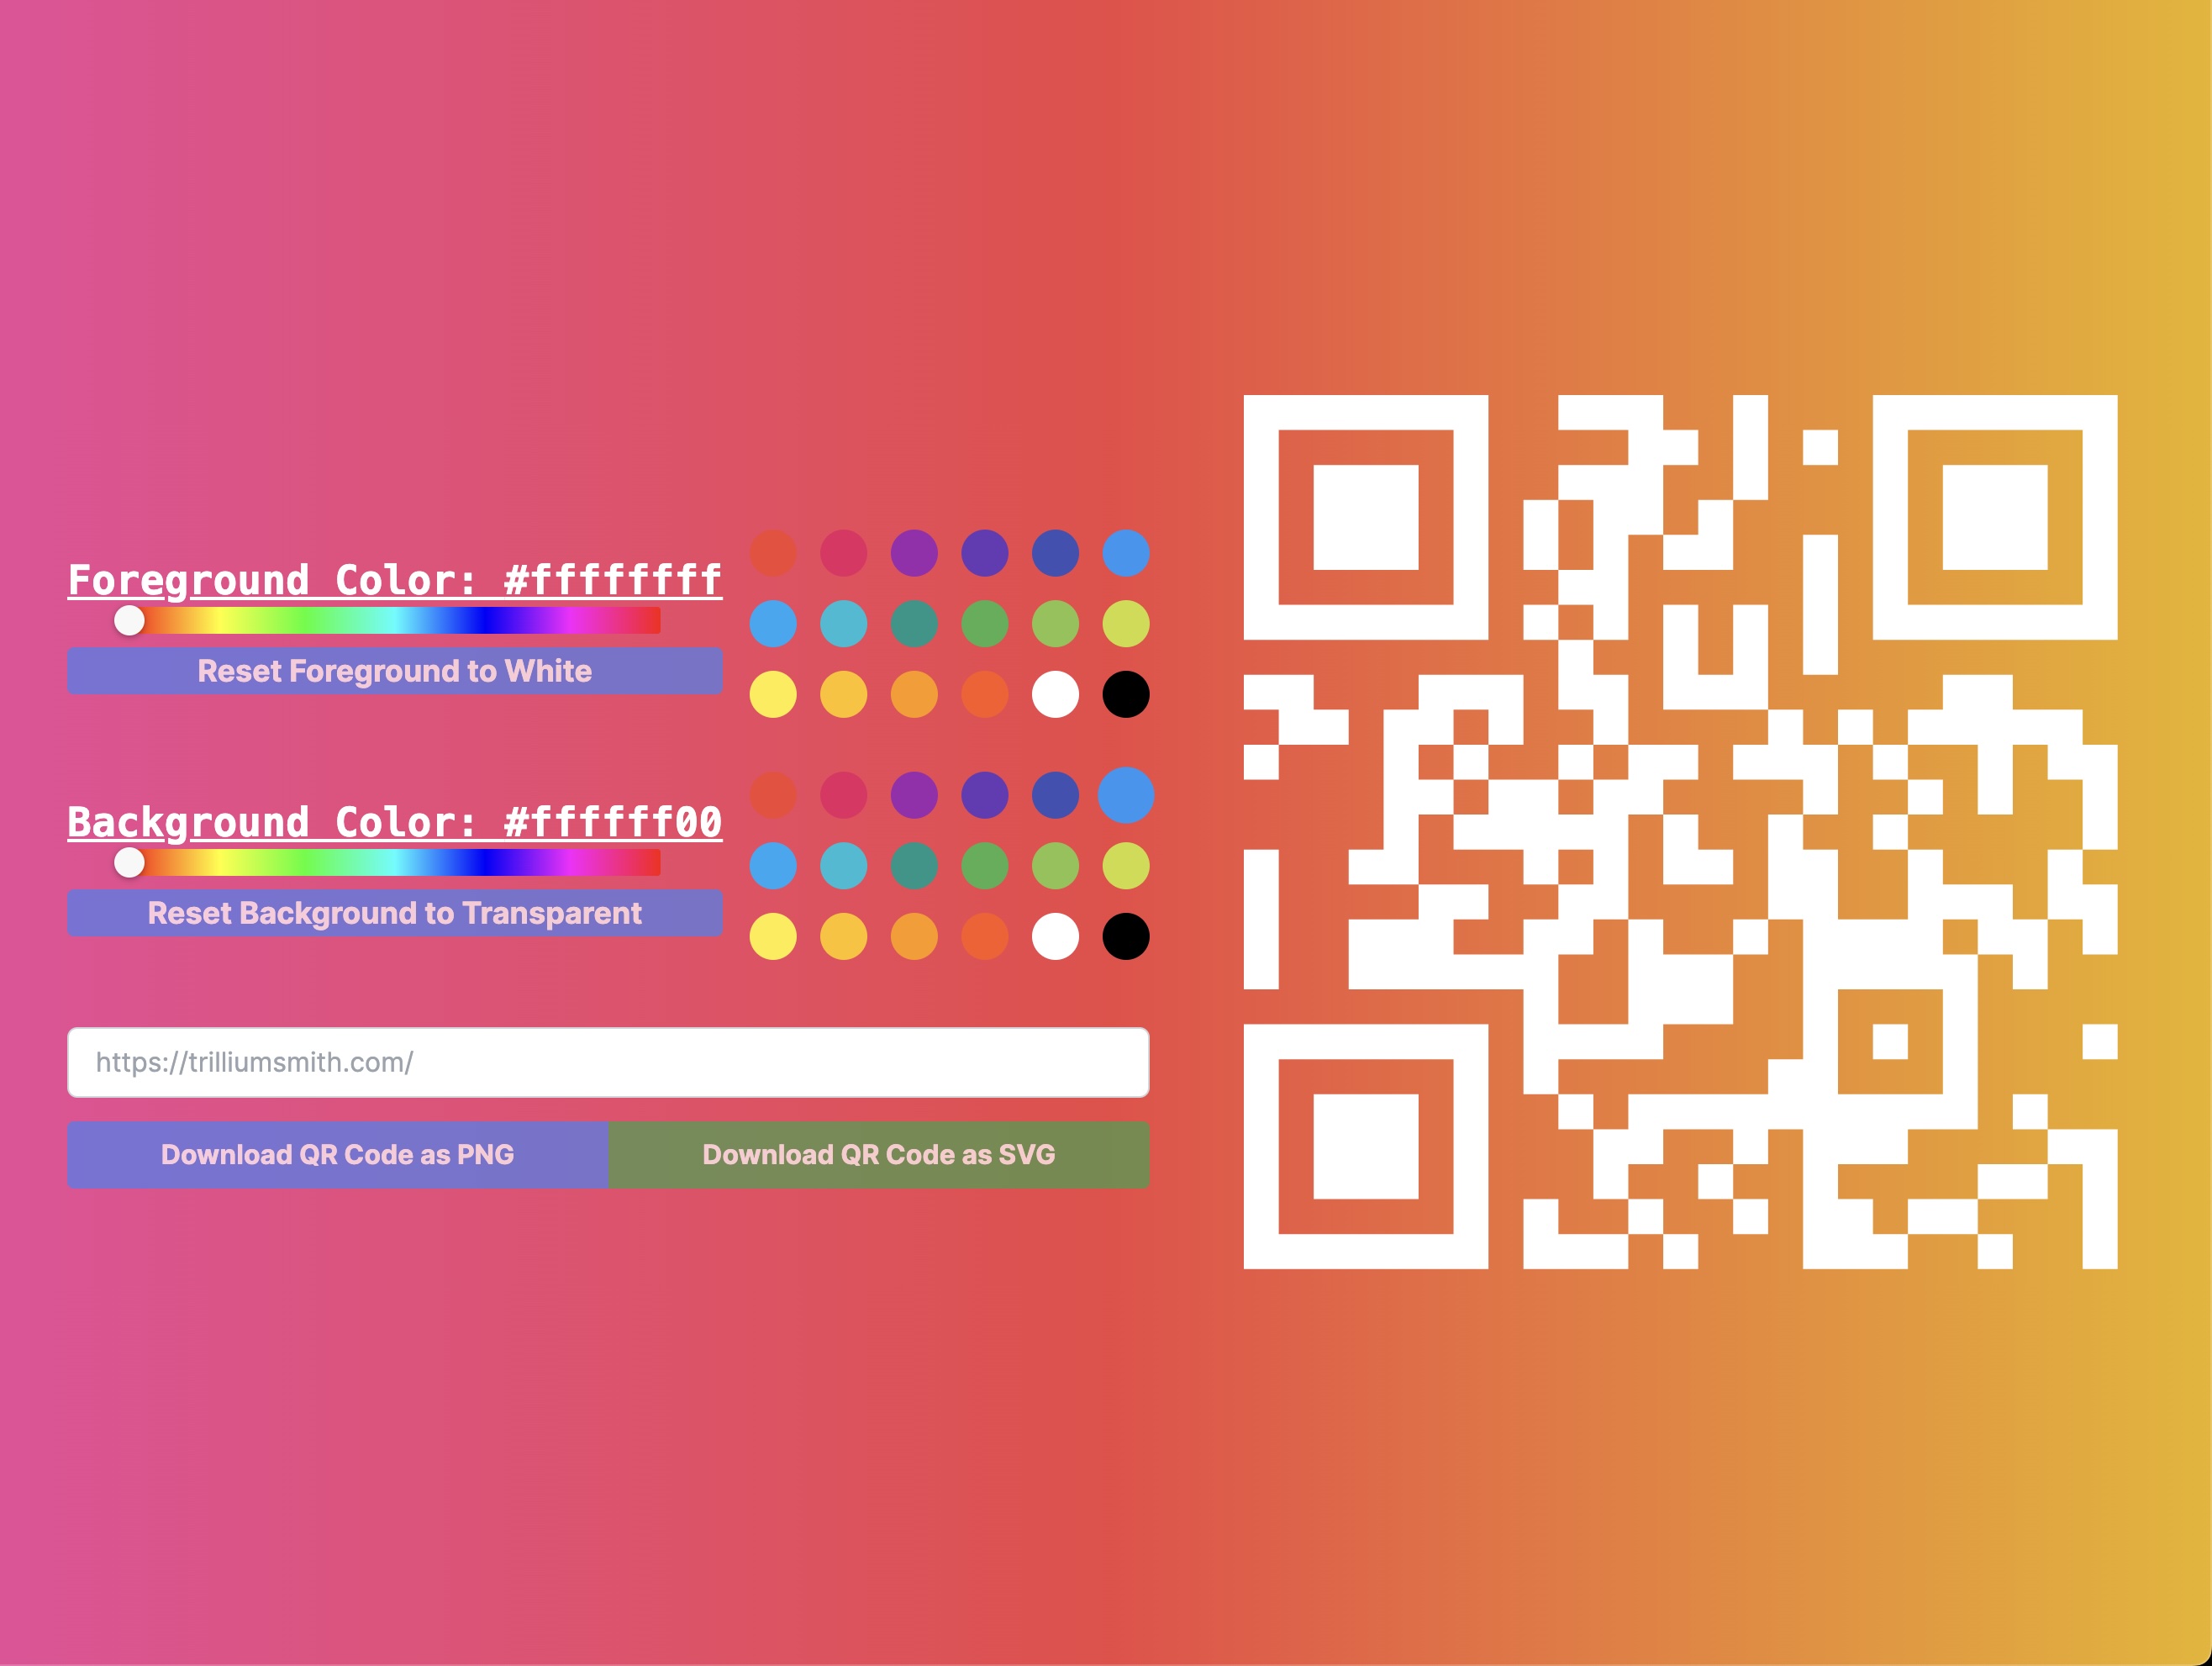 Foreground Color: #ffffffff
Reset Foreground to White
Background Color: #ffffff00
Reset Background to Transparent
https://trilliumsmith.com/
Download QR Code as PNG
Download QR Code as SVG